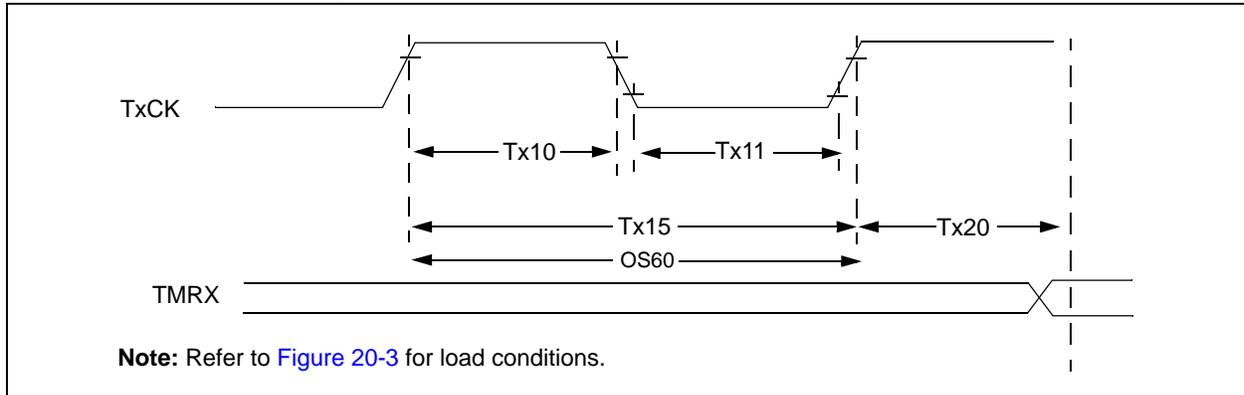 TxCK
Tx10
Tx11
Tx15
Tx20
OS60
TMRX
Note: Refer to Figure 20-3 for load conditions.